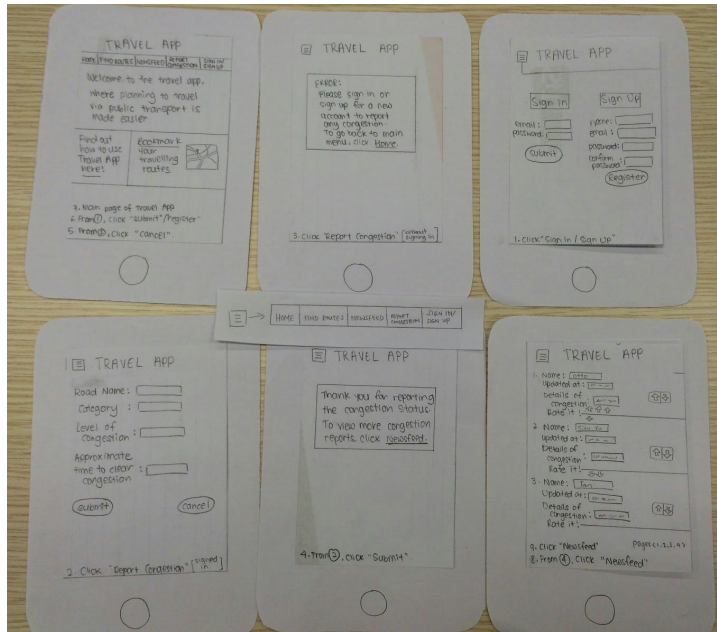 TRAVEL APP
HOME FIND ROUTES NEWSFEED REPORT CONGESTION SIGN IN/ SIGN UP
Welcome to the travel app,
where planning to travel
via public transport is
made easier
Find out
how to use
Travel App
here!
Bookmark
your
travelling
routes
7. Main page of Travel App
6. From ①, click "Submit"/Register"
5. From ②, click "Cancel".
TRAVEL APP
ERROR:
Please sign in or
sign up for a new
account to report
any congestion
To go back to main
menu, click Home.
3. Click "Report Congestion" [without signing in]
TRAVEL APP
Sign In
email:
password:
Submit
Sign Up
name:
email:
password:
confirm
password:
Register
1. Click "Sign In / Sign Up"
HOME FIND ROUTES NEWSFEED REPORT CONGESTION SIGN IN/ SIGN UP
TRAVEL APP
Road Name:
Category:
Level of
congestion:
Approximate
time to clear:
congestion
Submit
Cancel
2. Click "Report Congestion" [signed in]
TRAVEL APP
Thank you for reporting
the congestion status.
To view more congestion
reports, click Newsfeed.
4. From ②, click "Submit".
TRAVEL APP
1. Name:
Updated at:
Details of
congestion:
Rate it:
2. Name:
Updated at:
Details of
congestion:
Rate it:
3. Name:
Updated at:
Details of
congestion:
Rate it:
9. Click "Newsfeed"
8. From ④, Click "Newsfeed"